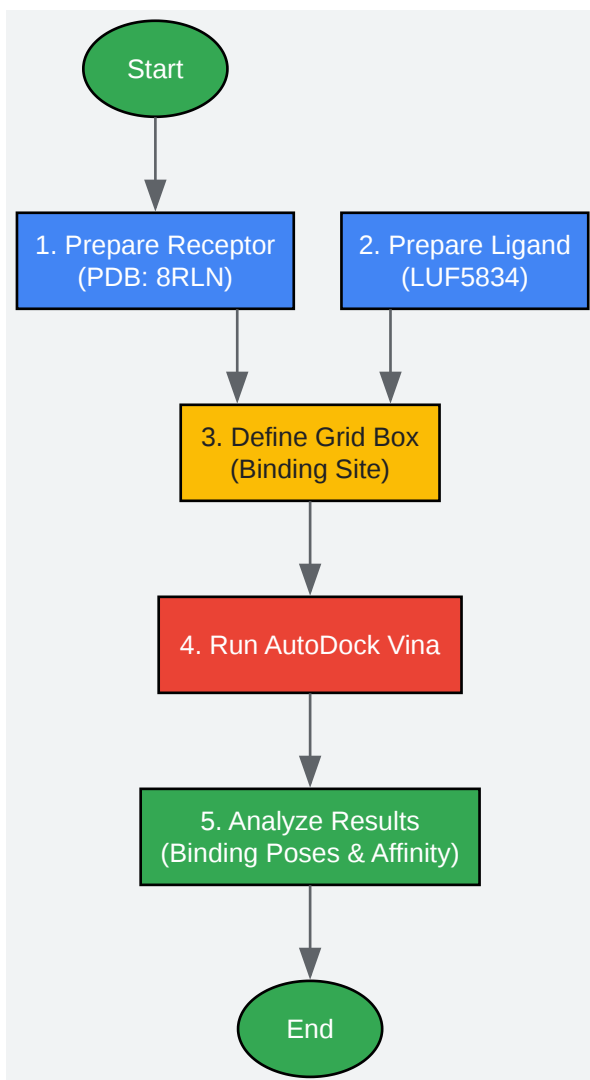 Start
1. Prepare Receptor
(PDB: 8RLN)
2. Prepare Ligand
(LUF5834)
3. Define Grid Box
(Binding Site)
4. Run AutoDock Vina
5. Analyze Results
(Binding Poses & Affinity)
End